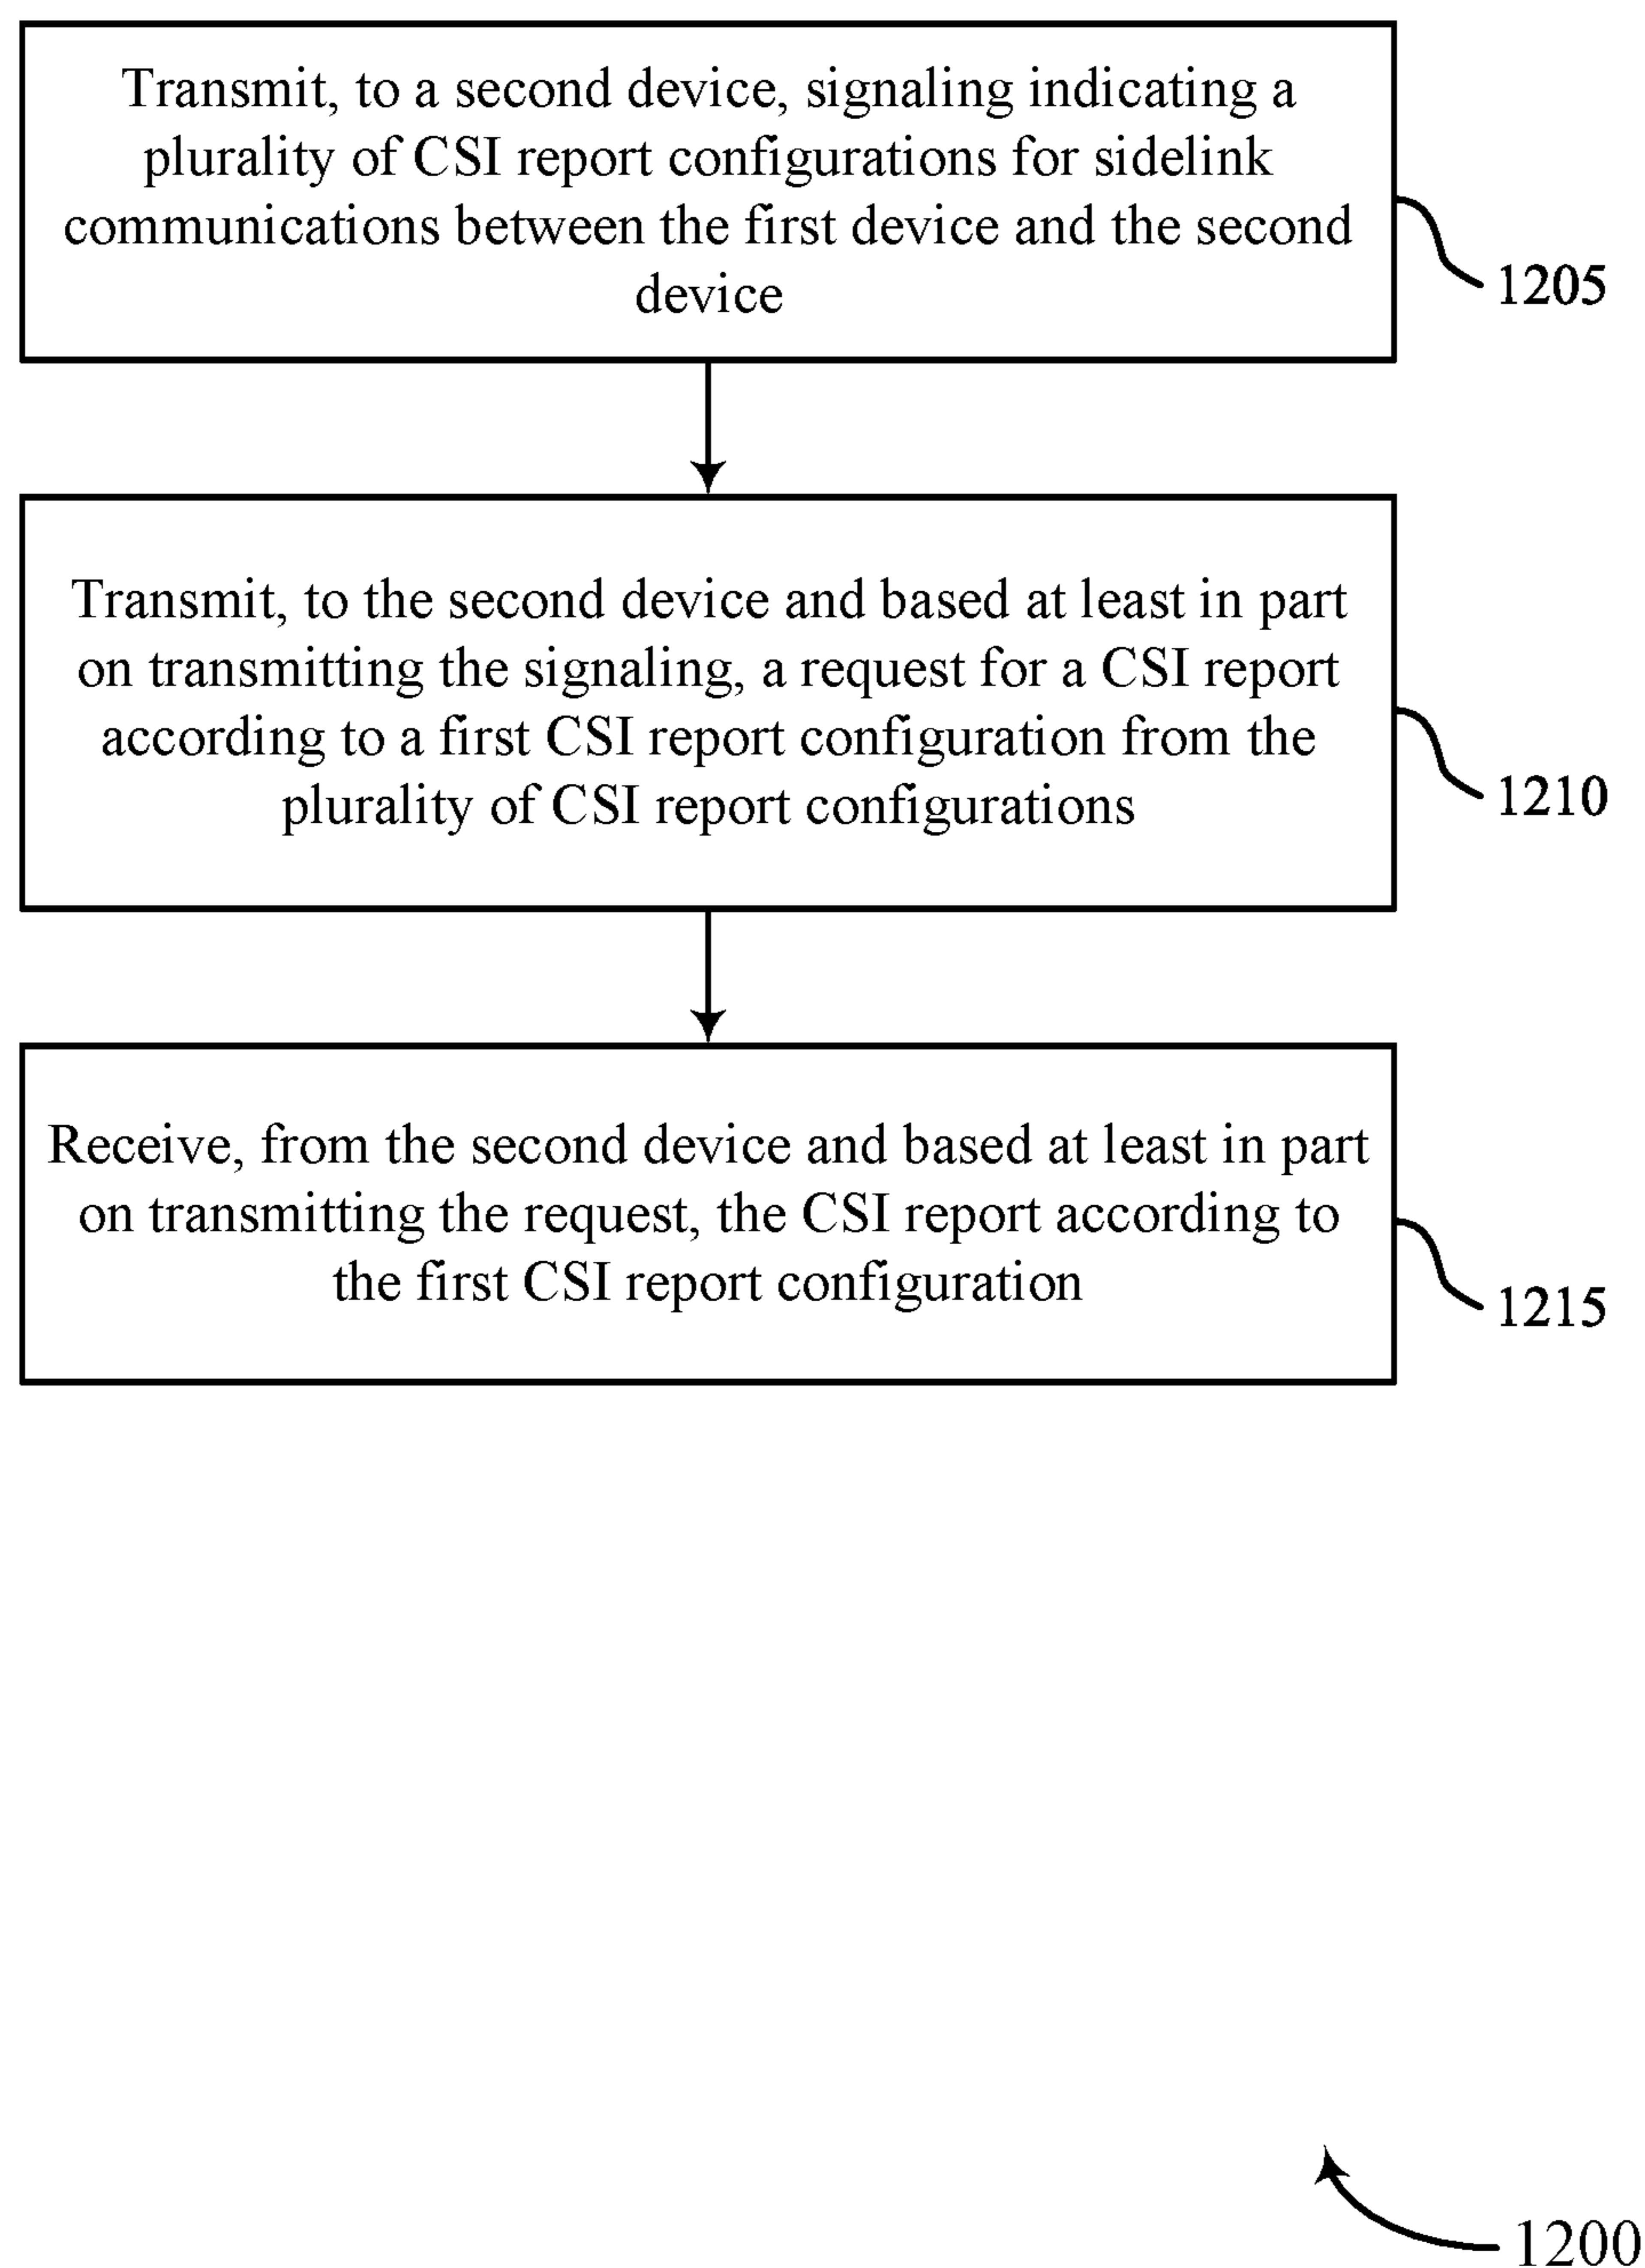 Transmit, to a second device, signaling indicating a
plurality of CSI report configurations for sidelink
communications between the first device and the second
device
1205
Transmit, to the second device and based at least in part
on transmitting the signaling, a request for a CSI report
according to a first CSI report configuration from the
plurality of CSI report configurations
1210
Receive, from the second device and based at least in part
on transmitting the request, the CSI report according to
the first CSI report configuration
1215
1200